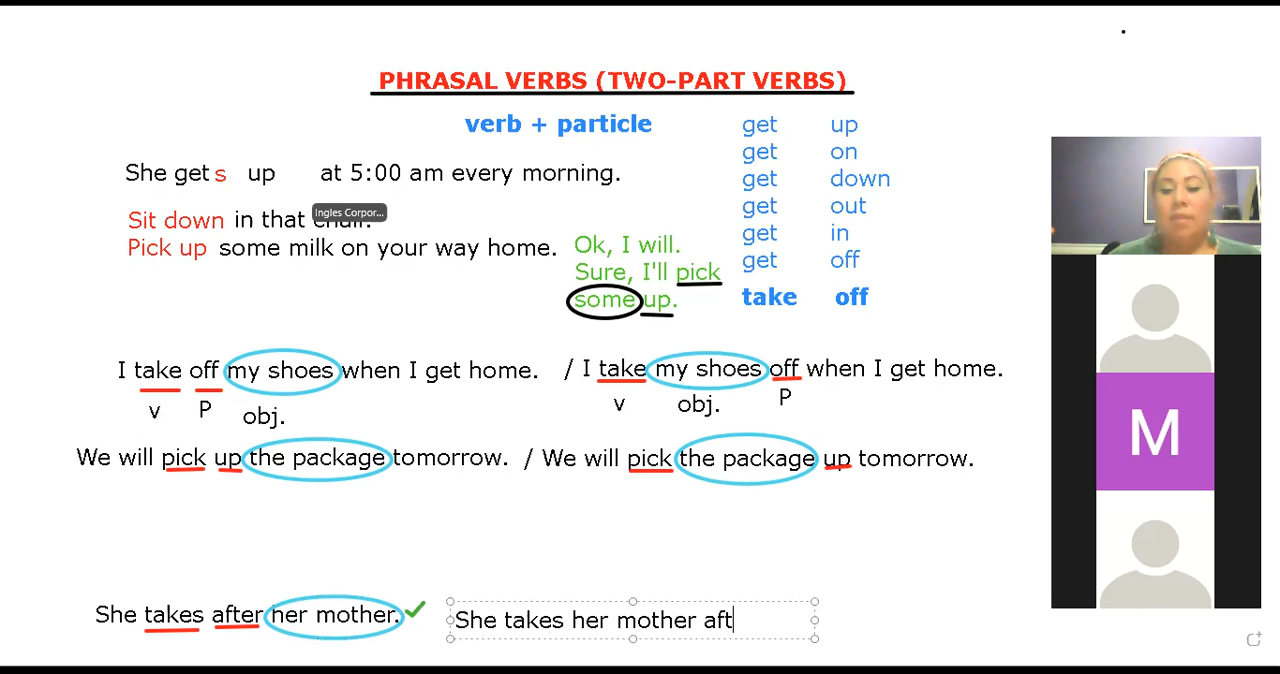 PHRASAL VERBS (TWO-PART VERBS)
verb + particle
get up
get on
get down
get out
get in
get off
take off
She gets up at 5:00 am every morning.
Sit down in that chair.
Ingles Corpor...
Pick up some milk on your way home.
Ok, I will.
Sure, I'll pick
some up.
I take off my shoes when I get home. / I take my shoes off when I get home.
v P obj. v obj. P
We will pick up the package tomorrow. / We will pick the package up tomorrow.
She takes after her mother.
She takes her mother aft
M